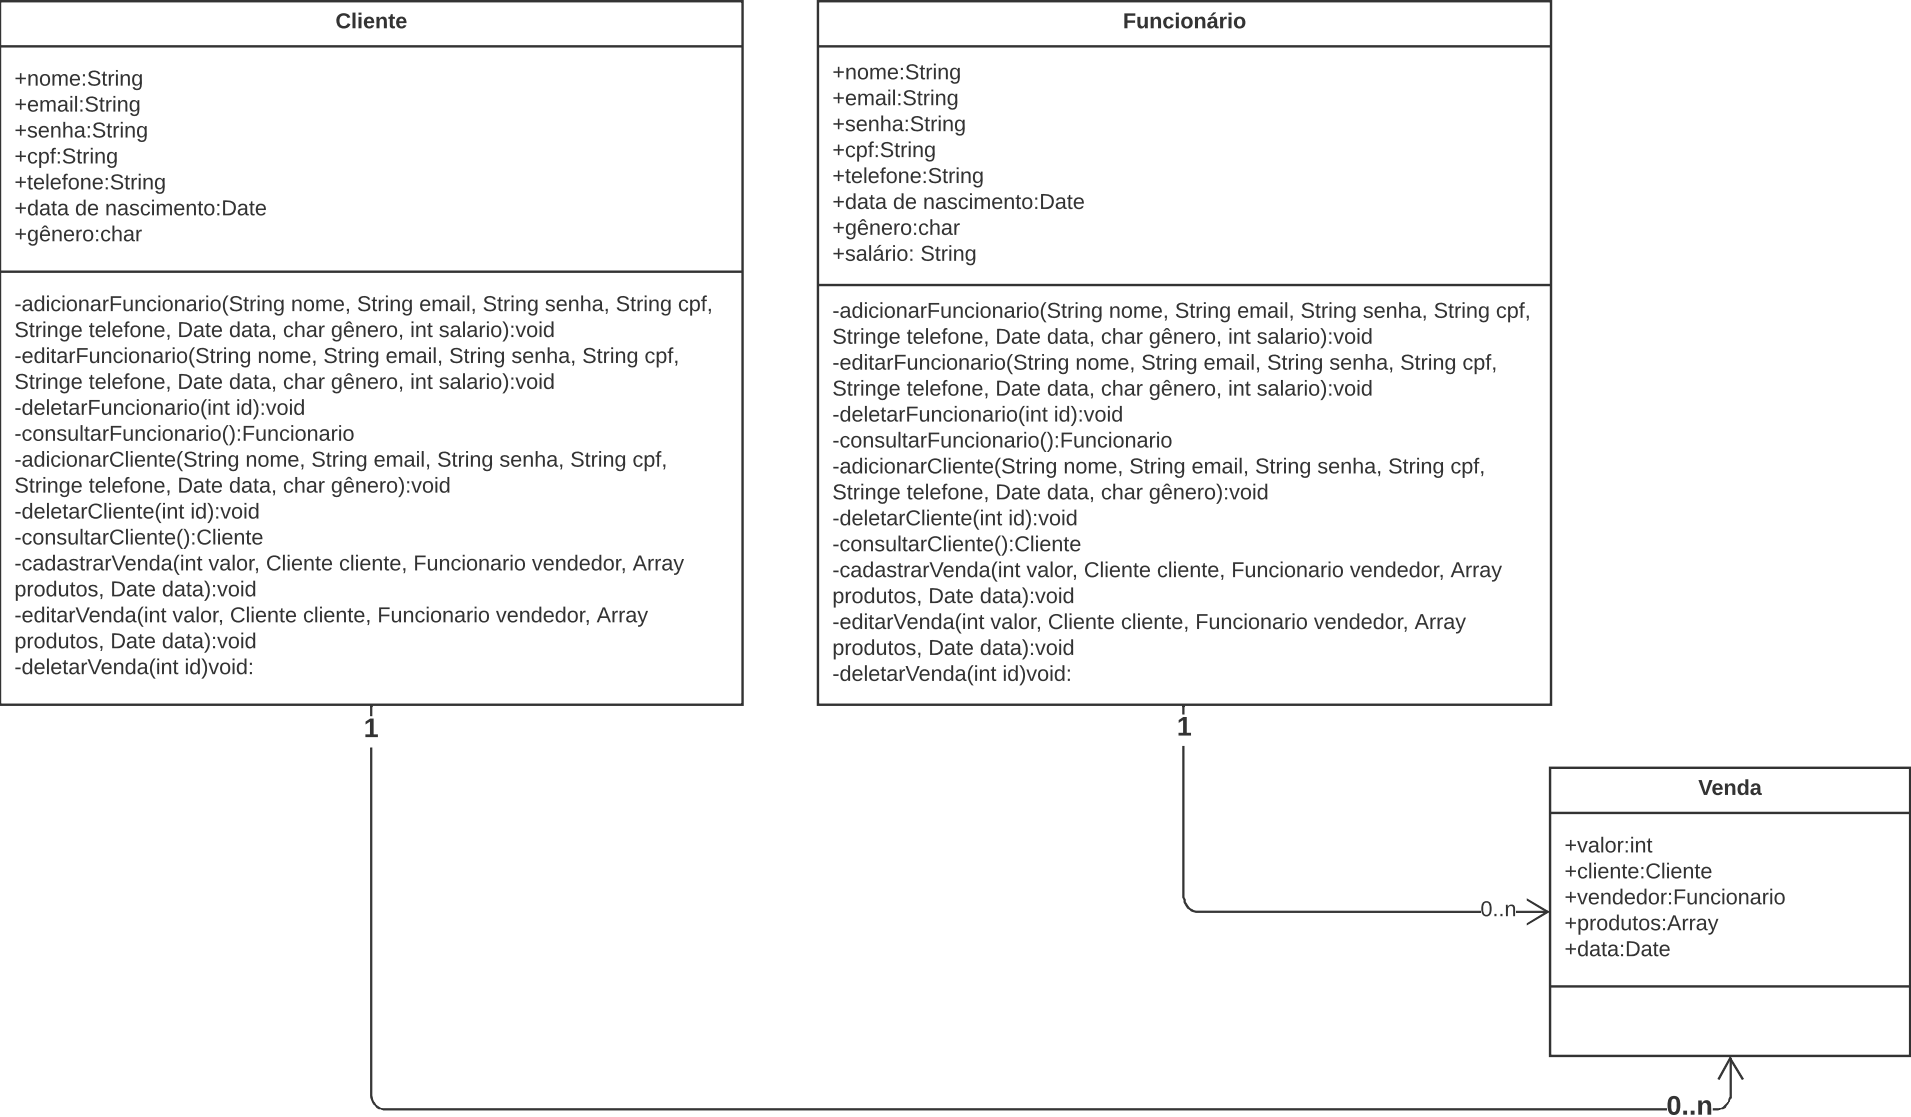 Cliente
+nome:String
+email:String
+senha:String
+cpf:String
+telefone:String
+data de nascimento:Date
+gênero:char
-adicionarFuncionario(String nome, String email, String senha, String cpf,
Stringe telefone, Date data, char gênero, int salario):void
-editarFuncionario(String nome, String email, String senha, String cpf,
Stringe telefone, Date data, char gênero, int salario):void
-deletarFuncionario(int id):void
-consultarFuncionario():Funcionario
-adicionarCliente(String nome, String email, String senha, String cpf,
Stringe telefone, Date data, char gênero):void
-deletarCliente(int id):void
-consultarCliente():Cliente
-cadastrarVenda(int valor, Cliente cliente, Funcionario vendedor, Array
produtos, Date data):void
-editarVenda(int valor, Cliente cliente, Funcionario vendedor, Array
produtos, Date data):void
-deletarVenda(int id)void:
1
Funcionário
+nome:String
+email:String
+senha:String
+cpf:String
+telefone:String
+data de nascimento:Date
+gênero:char
+salário: String
-adicionarFuncionario(String nome, String email, String senha, String cpf,
Stringe telefone, Date data, char gênero, int salario):void
-editarFuncionario(String nome, String email, String senha, String cpf,
Stringe telefone, Date data, char gênero, int salario):void
-deletarFuncionario(int id):void
-consultarFuncionario():Funcionario
-adicionarCliente(String nome, String email, String senha, String cpf,
Stringe telefone, Date data, char gênero):void
-deletarCliente(int id):void
-consultarCliente():Cliente
-cadastrarVenda(int valor, Cliente cliente, Funcionario vendedor, Array
produtos, Date data):void
-editarVenda(int valor, Cliente cliente, Funcionario vendedor, Array
produtos, Date data):void
-deletarVenda(int id)void:
1
Venda
+valor:int
+cliente:Cliente
+vendedor:Funcionario
+produtos:Array
+data:Date
0..n
0..n